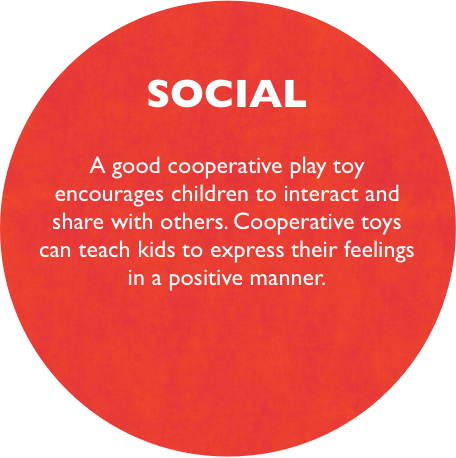 SOCIAL
A good cooperative play toy
encourages children to interact and
share with others. Cooperative toys
can teach kids to express their feelings
in a positive manner.